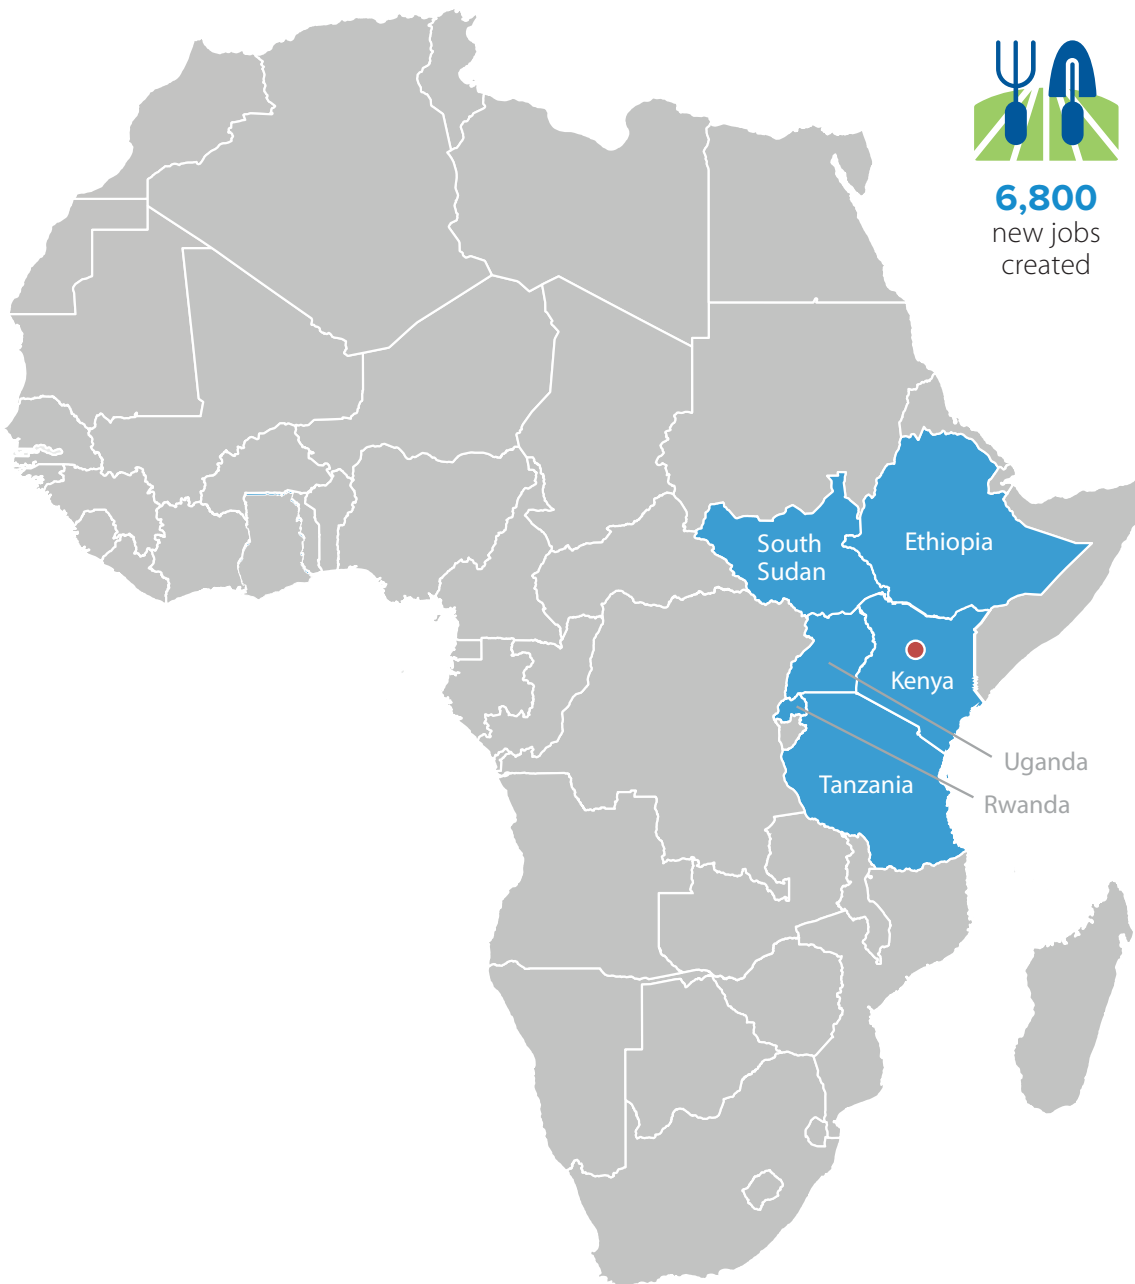 6,800
new jobs
created
South
Sudan
Ethiopia
Kenya
Uganda
Tanzania
Rwanda